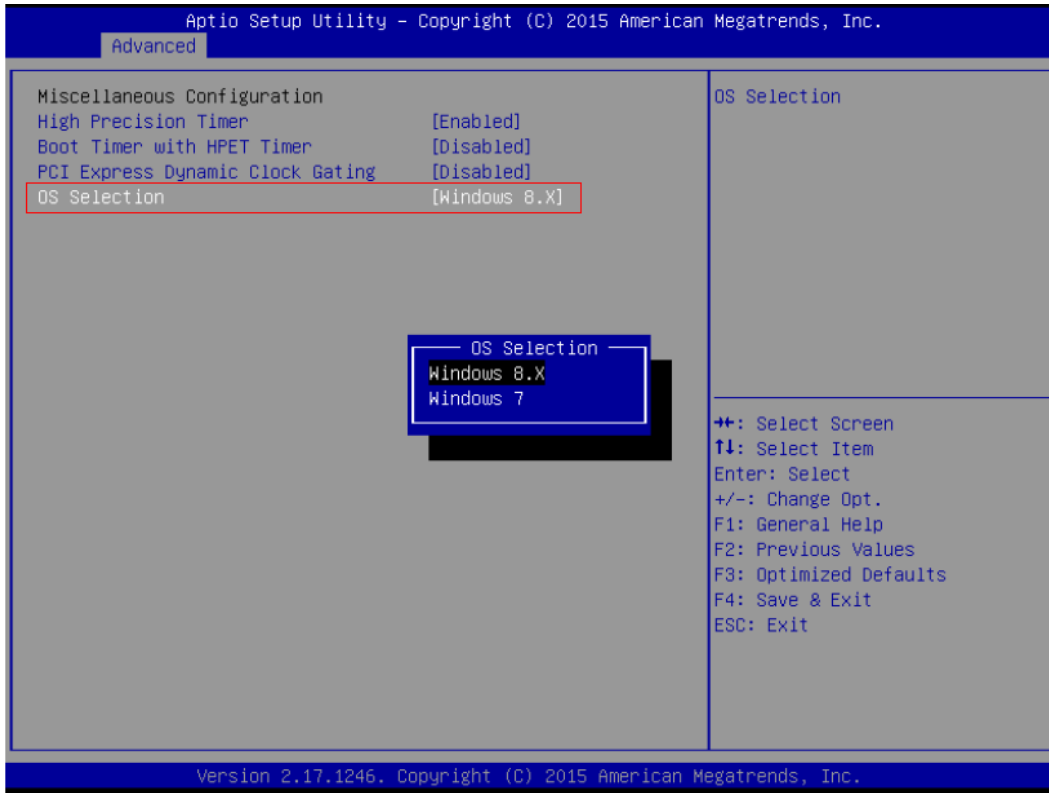 Aptio Setup Utility – Copyright (C) 2015 American Megatrends, Inc.
Advanced
Miscellaneous Configuration
High Precision Timer [Enabled]
Boot Timer with HPET Timer [Disabled]
PCI Express Dynamic Clock Gating [Disabled]
OS Selection [Windows 8.X]
OS Selection
Windows 8.X
Windows 7
OS Selection
→←: Select Screen
↑↓: Select Item
Enter: Select
+/-: Change Opt.
F1: General Help
F2: Previous Values
F3: Optimized Defaults
F4: Save & Exit
ESC: Exit
Version 2.17.1246. Copyright (C) 2015 American Megatrends, Inc.